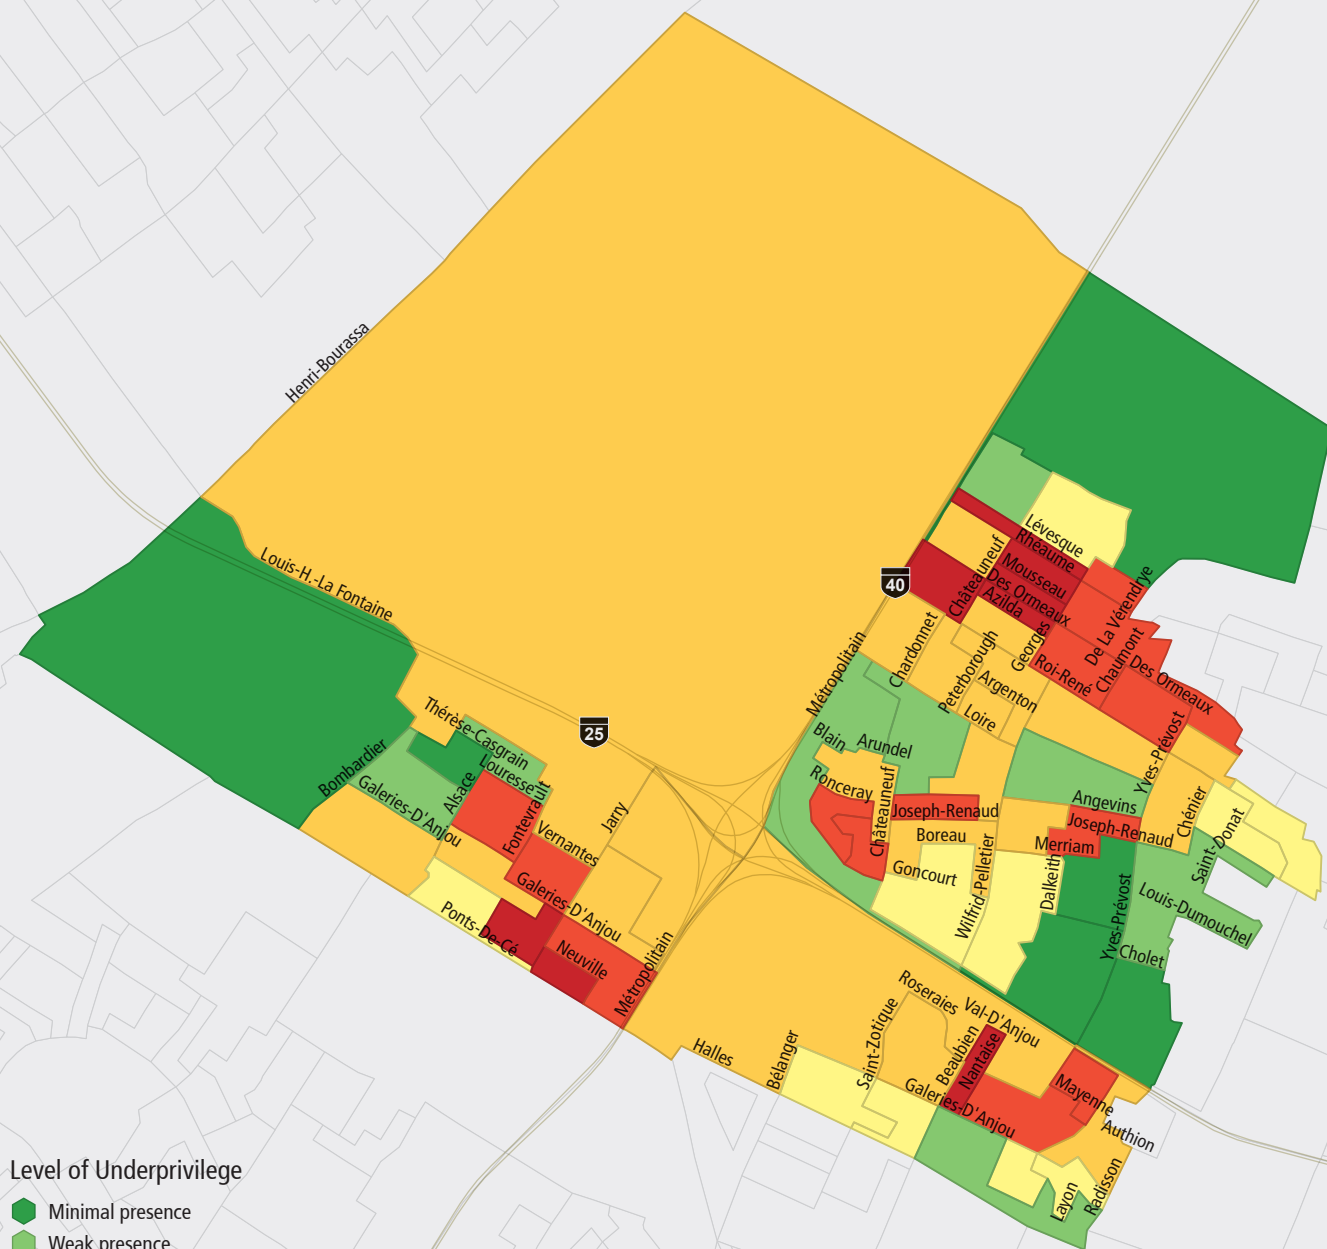 Henri-Bourassa
Louis-H.-La Fontaine
40
25
Lévesque
Rhéaume
Mousseau
Des Ormeaux
Azilda
Châteauneuf
De La Vérendrye
Georges
Roi-René
Chaumont
Des Ormeaux
Chardonnet
Peterborough
Argenton
Loire
Métropolitain
Blain
Arundel
Ronceray
Châteauneuf
Joseph-Renaud
Boreau
Goncourt
Wilfrid-Pelletier
Yves-Prévost
Angevins
Joseph-Renaud
Merriam
Dalkeith
Chénier
Saint-Donat
Louis-Dumouchel
Yves-Prévost
Cholet
Thérèse-Casgrain
Bombardier
Louresse
Alsace
Galeries-D'Anjou
Fontevrault
Vernantes
Jarry
Galeries-D'Anjou
Ponts-De-Cé
Neuville
Métropolitain
Halles
Bélanger
Saint-Zotique
Roseraies
Val-D'Anjou
Beaubien
Nantaise
Galeries-D'Anjou
Mayenne
Authion
Layon
Radisson
Level of Underprivilege
Minimal presence
Weak presence